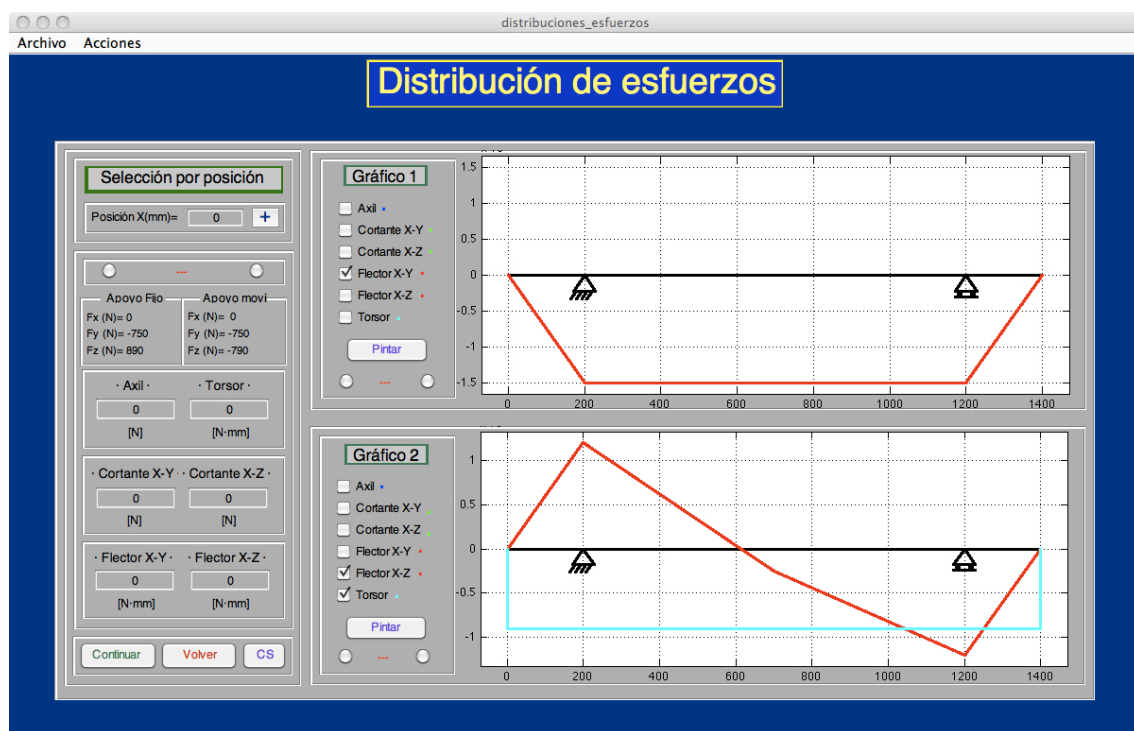 distribuciones_esfuerzos
Archivo Acciones
Distribución de esfuerzos
Selección por posición
Posición X(mm)= 0 +
---
Apoyo Fijo Apoyo movi
Fx (N)= 0 Fx (N)= 0
Fy (N)= -750 Fy (N)= -750
Fz (N)= 890 Fz (N)= -790
· Axil · · Torsor ·
0 0
[N] [N·mm]
· Cortante X-Y · · Cortante X-Z ·
0 0
[N] [N]
· Flector X-Y · · Flector X-Z ·
0 0
[N·mm] [N·mm]
Continuar Volver CS
Gráfico 1
Axil
Cortante X-Y
Cortante X-Z
Flector X-Y
Flector X-Z
Torsor
Pintar
---
1.5
1
0.5
0
-0.5
-1
-1.5
0 200 400 600 800 1000 1200 1400
Gráfico 2
Axil
Cortante X-Y
Cortante X-Z
Flector X-Y
Flector X-Z
Torsor
Pintar
---
1
0.5
0
-0.5
-1
0 200 400 600 800 1000 1200 1400